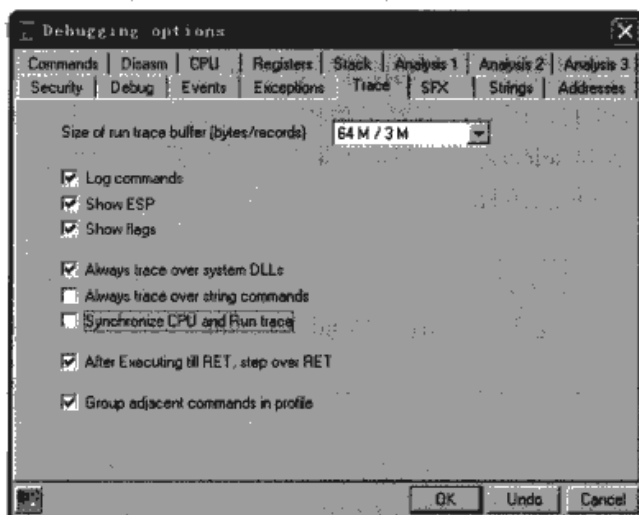 Debugging options
Commands Disasm CPU Registers Stack Analysis 1 Analysis 2 Analysis 3
Security Debug Events Exceptions Trace SFX Strings Addresses
Size of run trace buffer (bytes/records) 64 M / 3 M
Log commands
Show ESP
Show flags
Always trace over system DLLs
Always trace over string commands
Synchronize CPU and Run trace
After Executing till RET, step over RET
Group adjacent commands in profile
OK Undo Cancel